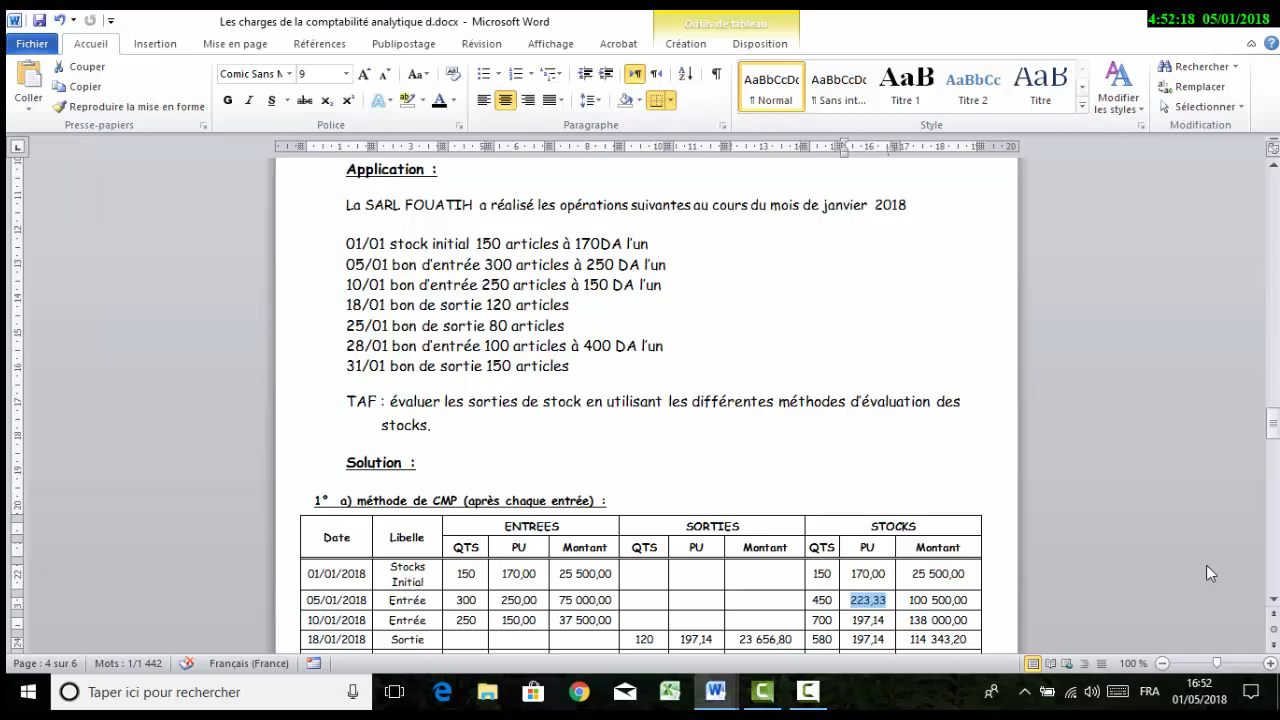 Les charges de la comptabilité analytique d.docx - Microsoft Word
Outils de tableau
4:52:18 05/01/2018
Fichier Accueil Insertion Mise en page Références Publipostage Révision Affichage Acrobat Création Disposition
Coller
Couper
Copier
Reproduire la mise en forme
Presse-papiers
Comic Sans M 9
G I S abc x₂ x²
Police
Paragraphe
AaBbCcDc AaBbCcDc AaB AaBbCc AaB
¶ Normal ¶ Sans int... Titre 1 Titre 2 Titre
Modifier les styles
Style
Rechercher
Remplacer
Sélectionner
Modification
Application :
La SARL FOUATIH a réalisé les opérations suivantes au cours du mois de janvier 2018
01/01 stock initial 150 articles à 170DA l'un
05/01 bon d'entrée 300 articles à 250 DA l'un
10/01 bon d'entrée 250 articles à 150 DA l'un
18/01 bon de sortie 120 articles
25/01 bon de sortie 80 articles
28/01 bon d'entrée 100 articles à 400 DA l'un
31/01 bon de sortie 150 articles
TAF : évaluer les sorties de stock en utilisant les différentes méthodes d'évaluation des
stocks.
Solution :
1° a) méthode de CMP (après chaque entrée) :
Date Libelle ENTREES SORTIES STOCKS
QTS PU Montant QTS PU Montant QTS PU Montant
01/01/2018 Stocks Initial 150 170,00 25 500,00 150 170,00 25 500,00
05/01/2018 Entrée 300 250,00 75 000,00 450 223,33 100 500,00
10/01/2018 Entrée 250 150,00 37 500,00 700 197,14 138 000,00
18/01/2018 Sortie 120 197,14 23 656,80 580 197,14 114 343,20
Page : 4 sur 6 Mots : 1/1 442 Français (France) 100 %
Taper ici pour rechercher
FRA
16:52
01/05/2018